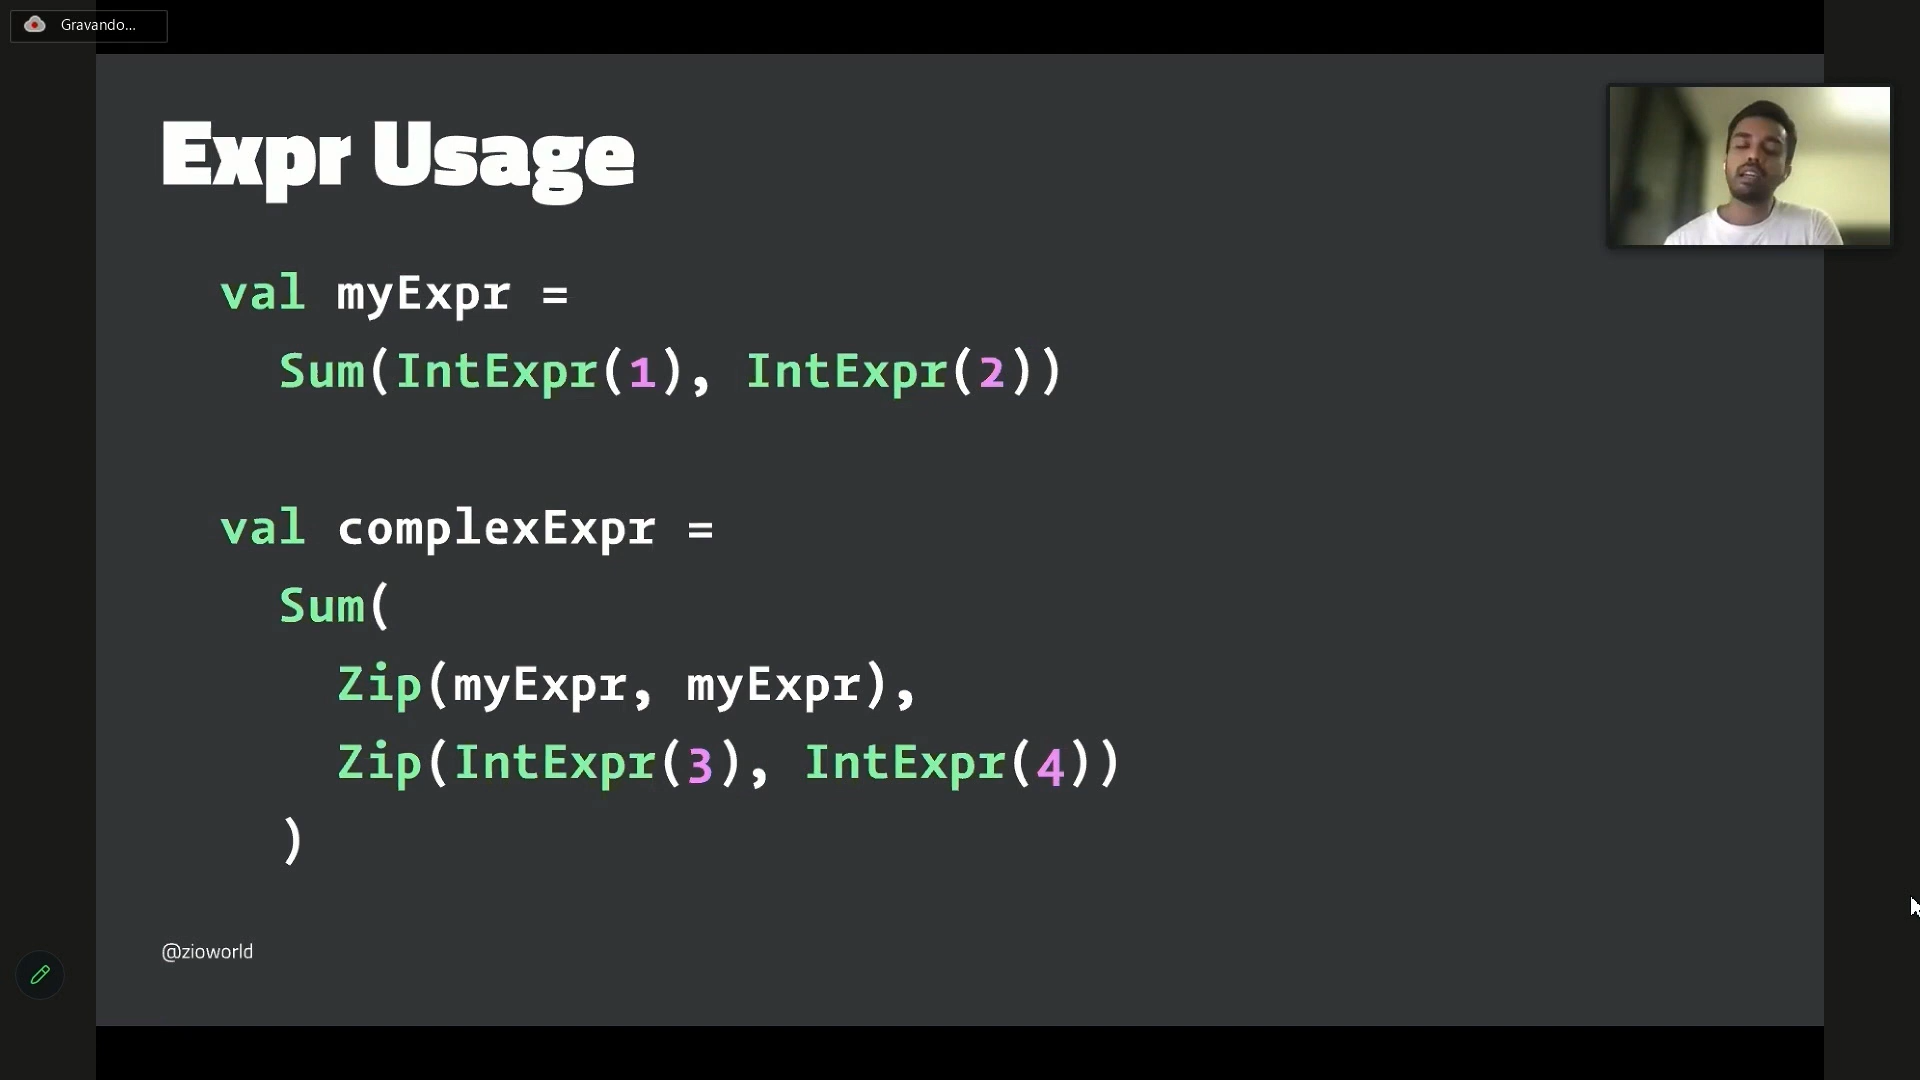 Gravando...
Expr Usage
val myExpr =
Sum(IntExpr(1), IntExpr(2))
val complexExpr =
Sum(
Zip(myExpr, myExpr),
Zip(IntExpr(3), IntExpr(4))
)
@zioworld